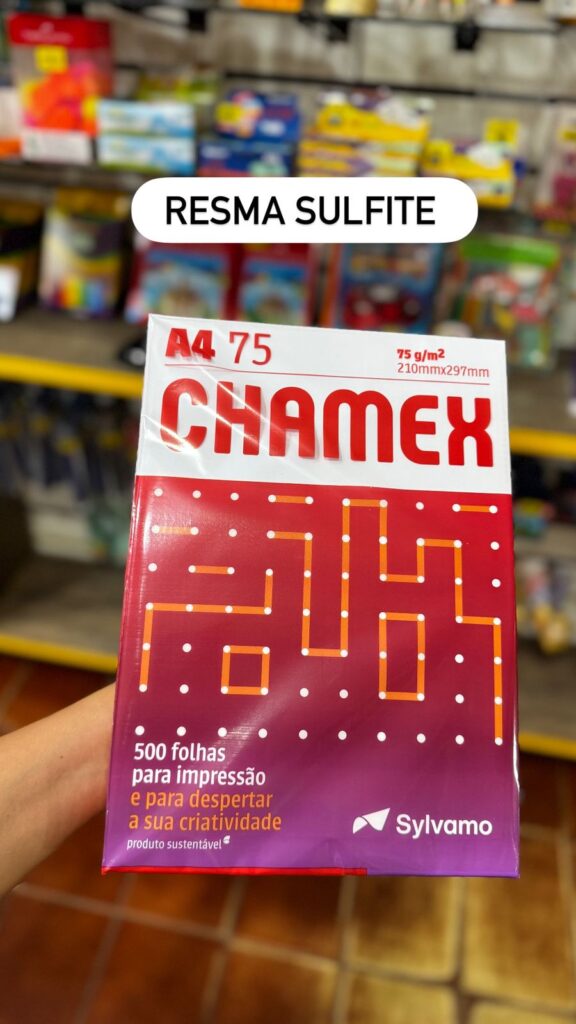 RESMA SULFITE
A4 75
75 g/m²
210mmx297mm
CHAMEX
500 folhas
para impressão
e para despertar
a sua criatividade
produto sustentável
Sylvamo